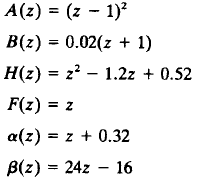 A(z) = (z − 1)²
B(z) = 0.02(z + 1)
H(z) = z² − 1.2z + 0.52
F(z) = z
α(z) = z + 0.32
β(z) = 24z − 16